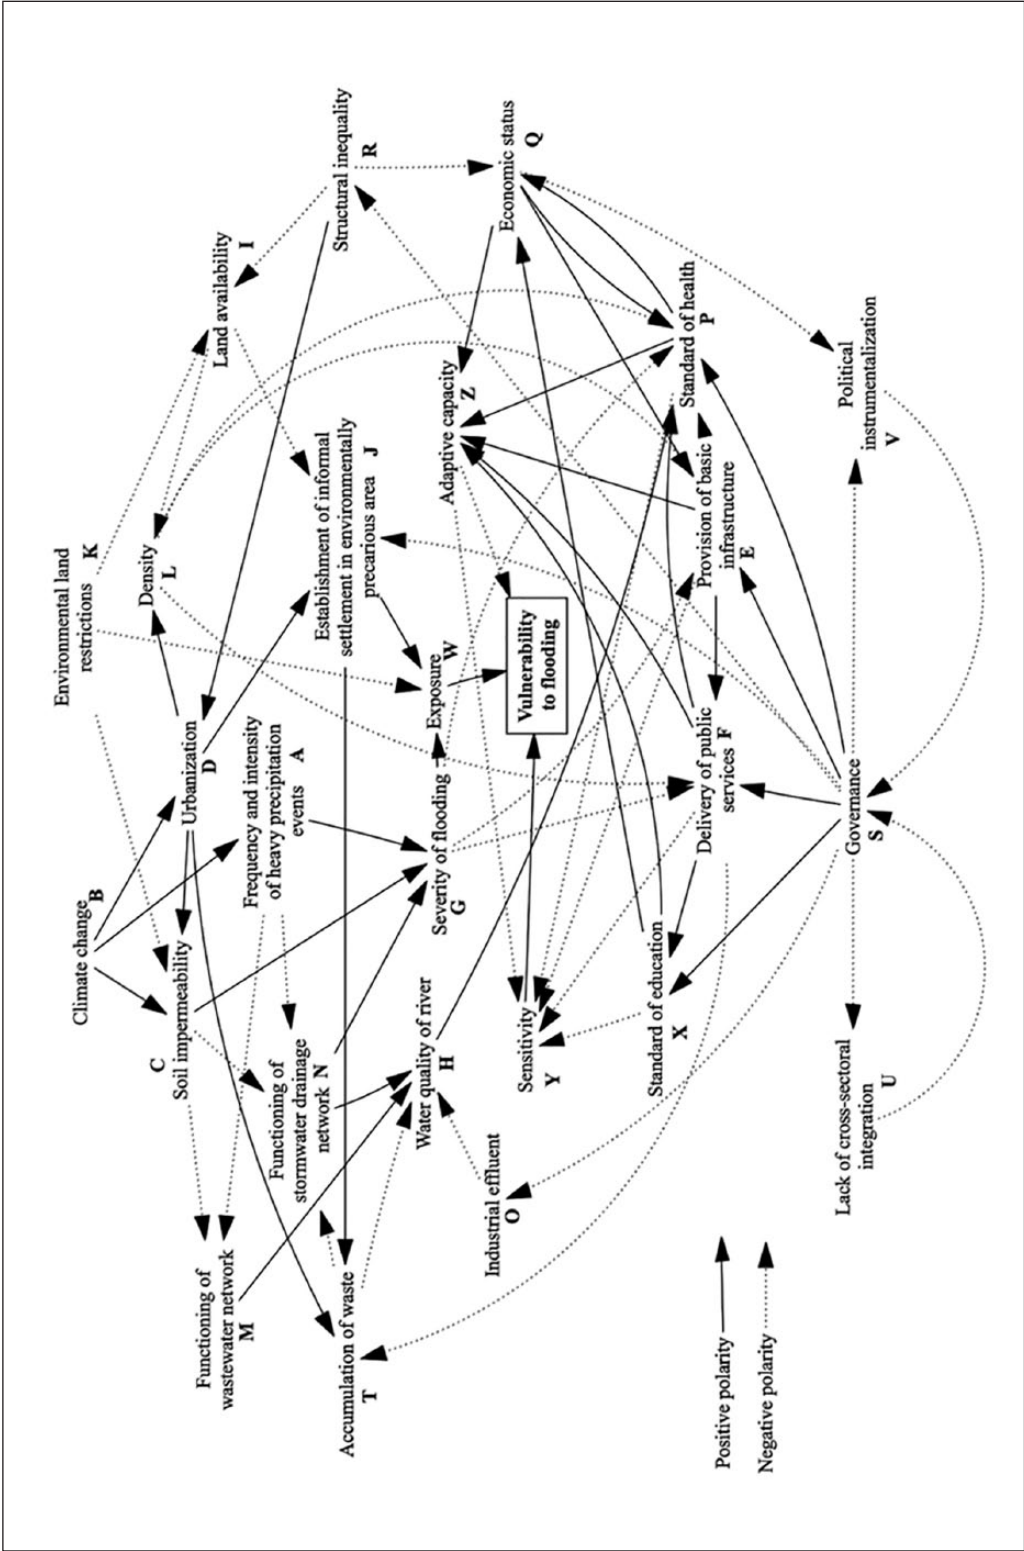 Climate change
B
Environmental land
restrictions K
Urbanization
D
Density
L
Land availability
I
Structural inequality
R
C
Soil impermeability
Frequency and intensity
of heavy precipitation
events A
Functioning of
wastewater network
M
Functioning of
stormwater drainage
network N
Establishment of informal
settlement in environmentally
precarious area J
Accumulation of waste
T
Water quality of river
H
Severity of flooding
G
Exposure
W
Adaptive capacity
Z
Economic status
Q
Industrial effluent
O
Sensitivity
Y
Vulnerability
to flooding
Standard of education
X
Delivery of public
services F
Provision of basic
infrastructure
E
Standard of health
P
Lack of cross-sectoral
integration U
Governance
S
Political
instrumentalization
V
Positive polarity
Negative polarity